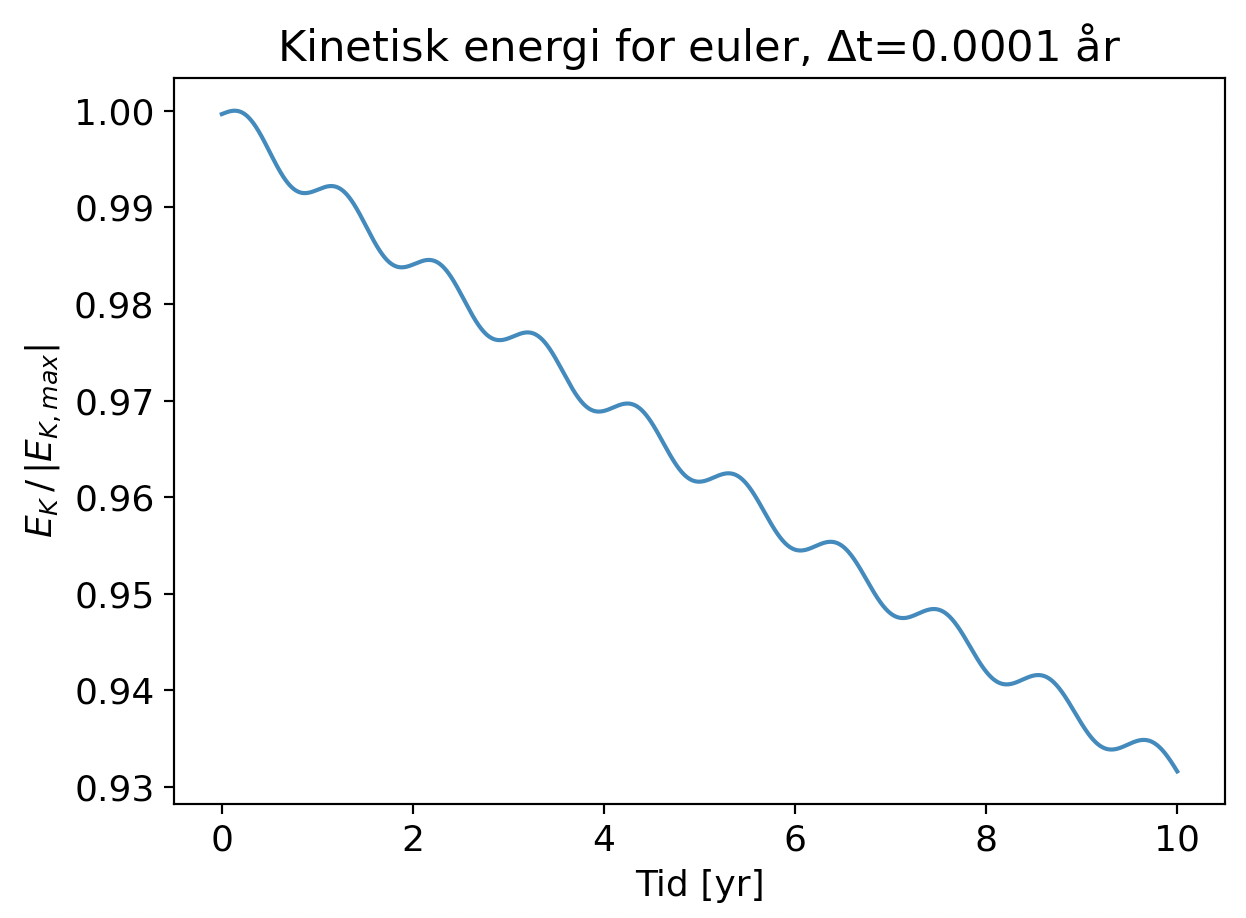 Kinetisk energi for euler, Δt=0.0001 år
1.00
0.99
0.98
0.97
0.96
0.95
0.94
0.93
E_K / |E_{K, max}|
0 2 4 6 8 10
Tid [yr]